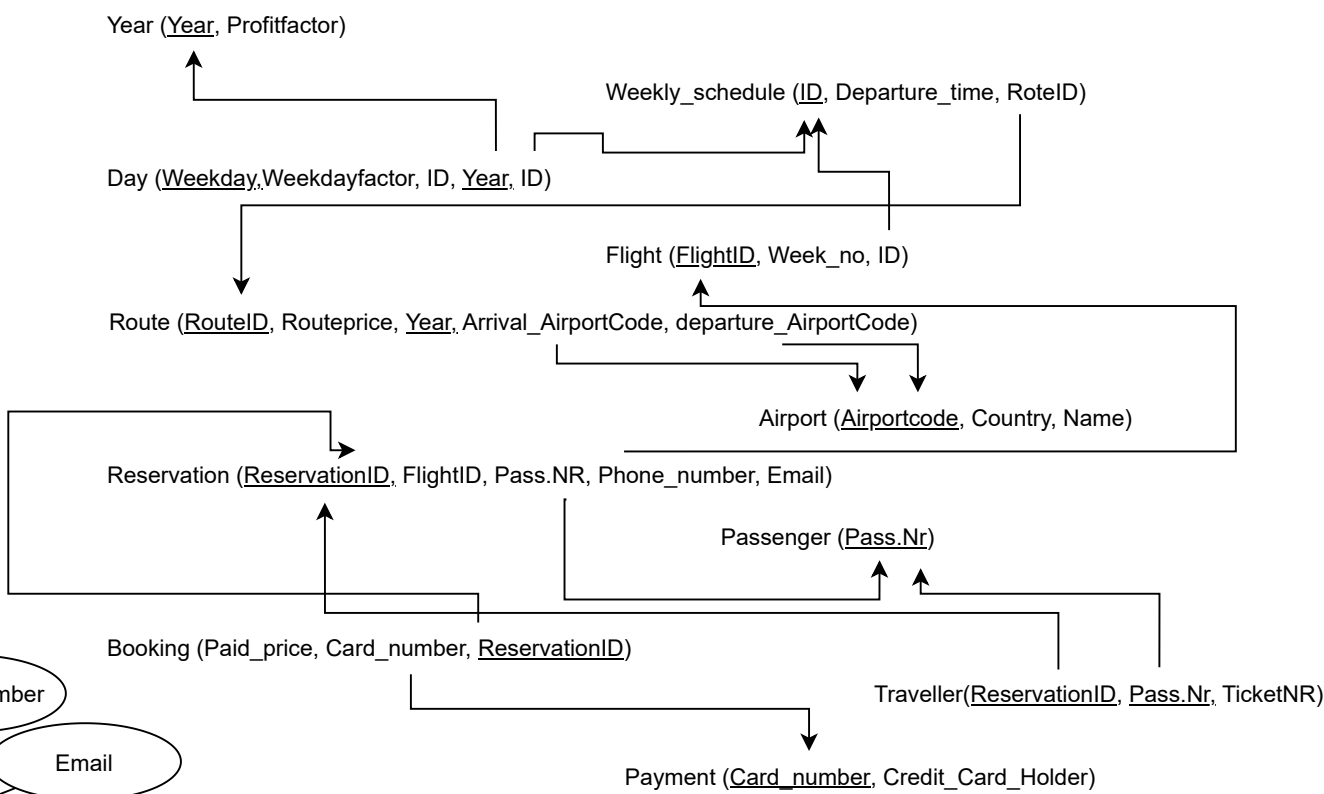 Year (Year, Profitfactor)
Weekly_schedule (ID, Departure_time, RoteID)
Day (Weekday,Weekdayfactor, ID, Year, ID)
Flight (FlightID, Week_no, ID)
Route (RouteID, Routeprice, Year, Arrival_AirportCode, departure_AirportCode)
Airport (Airportcode, Country, Name)
Reservation (ReservationID, FlightID, Pass.NR, Phone_number, Email)
Passenger (Pass.Nr)
Booking (Paid_price, Card_number, ReservationID)
mber
Traveller(ReservationID, Pass.Nr, TicketNR)
Email
Payment (Card_number, Credit_Card_Holder)